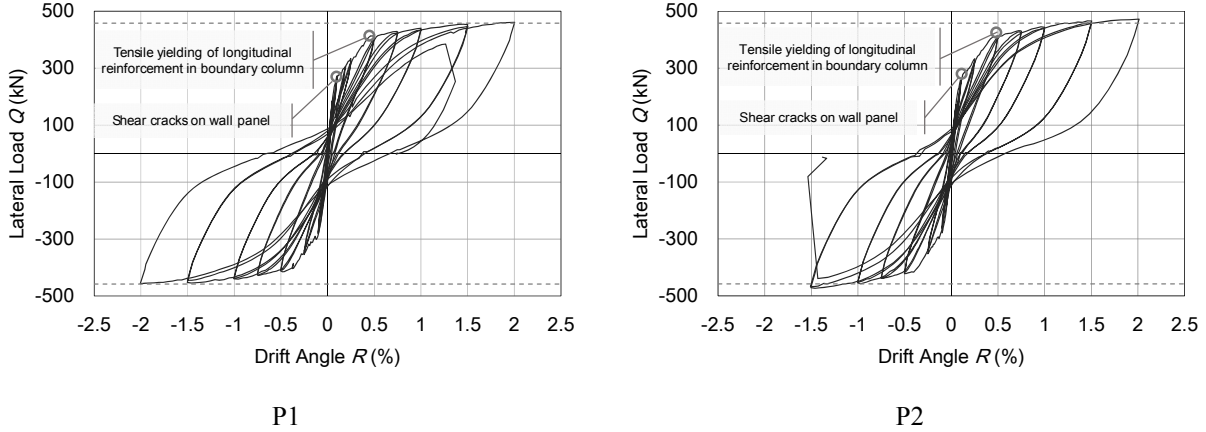 500
300
100
-100
-300
-500
Lateral Load Q (kN)
Tensile yielding of longitudinal
reinforcement in boundary column
Shear cracks on wall panel
-2.5 -2 -1.5 -1 -0.5 0 0.5 1 1.5 2 2.5
Drift Angle R (%)
P1
500
300
100
-100
-300
-500
Lateral Load Q (kN)
Tensile yielding of longitudinal
reinforcement in boundary column
Shear cracks on wall panel
-2.5 -2 -1.5 -1 -0.5 0 0.5 1 1.5 2 2.5
Drift Angle R (%)
P2